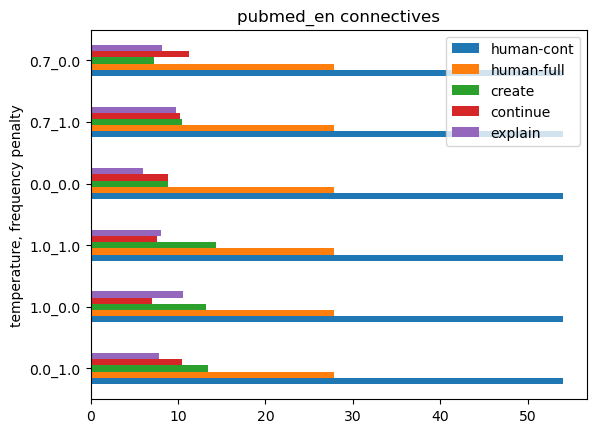 pubmed_en connectives
human-cont
human-full
create
continue
explain
temperature, frequency penalty
0.7_0.0
0.7_1.0
0.0_0.0
1.0_1.0
1.0_0.0
0.0_1.0
0 10 20 30 40 50